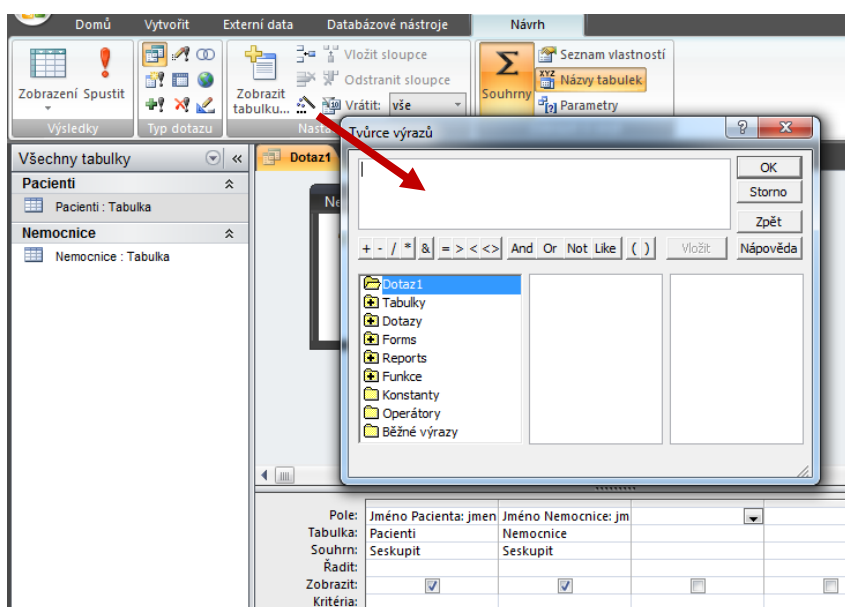 Domů Vytvořit Externí data Databázové nástroje Návrh
Zobrazení Spustit
Výsledky
Typ dotazu
Zobrazit tabulku...
Vložit sloupce
Odstranit sloupce
Vrátit: vše
Nasta
Σ
Souhrny
Seznam vlastností
XYZ Názvy tabulek
[?] Parametry
Všechny tabulky «
Pacienti
Pacienti : Tabulka
Nemocnice
Nemocnice : Tabulka
Dotaz1
Ne
Tvůrce výrazů ?
OK
Storno
Zpět
+ - / * & = > < <> And Or Not Like ( ) Vložit Nápověda
Dotaz1
Tabulky
Dotazy
Forms
Reports
Funkce
Konstanty
Operátory
Běžné výrazy
Pole: Jméno Pacienta: jmen Jméno Nemocnice: jm
Tabulka: Pacienti Nemocnice
Souhrn: Seskupit Seskupit
Řadit:
Zobrazit:
Kritéria: